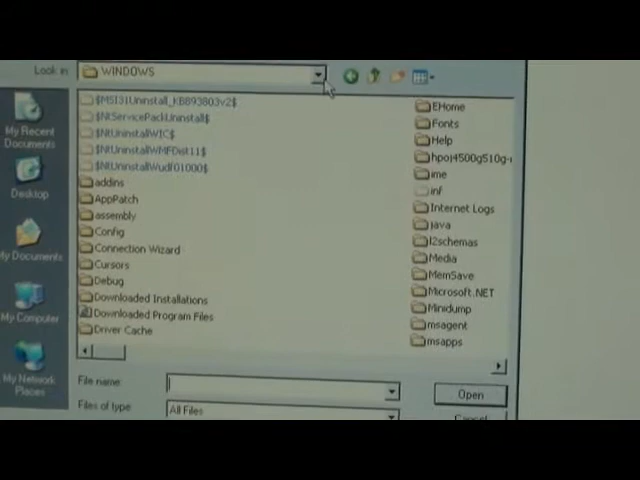 Look in:
WINDOWS
My Recent
Documents
Desktop
My Documents
My Computer
My Network
Places
$MSI31Uninstall_KB893803v2$
$NtServicePackUninstall$
$NtUninstallWIC$
$NtUninstallWMFDist11$
$NtUninstallWudf01000$
addins
AppPatch
assembly
Config
Connection Wizard
Cursors
Debug
Downloaded Installations
Downloaded Program Files
Driver Cache
EHome
Fonts
Help
hpoj4500g510g-
ime
inf
Internet Logs
java
l2schemas
Media
MemSave
Microsoft.NET
Minidump
msagent
msapps
File name:
Open
Files of type
All Files
Cancel